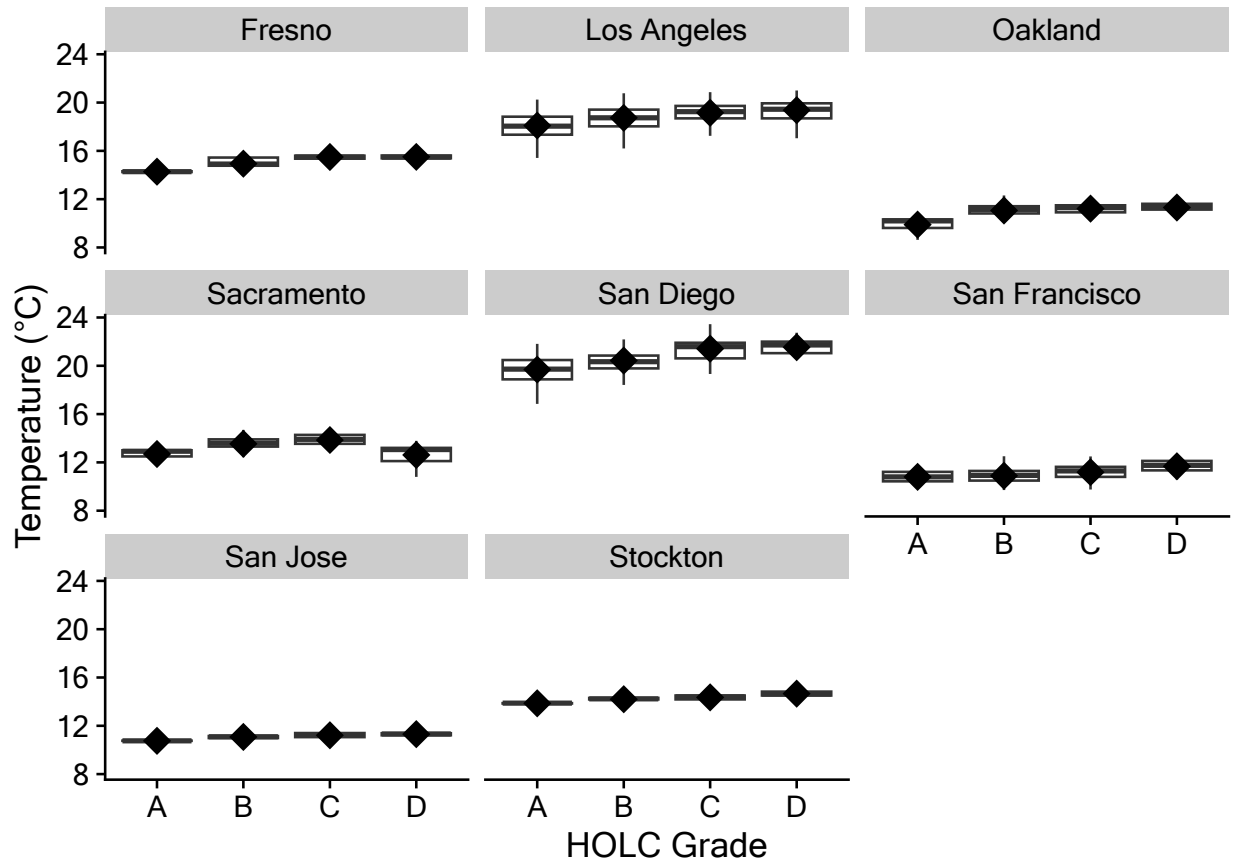 Fresno
Los Angeles
Oakland
24
20
16
12
8
Sacramento
San Diego
San Francisco
24
20
16
12
8
A B C D
San Jose
Stockton
24
20
16
12
8
A B C D
A B C D
Temperature (°C)
HOLC Grade